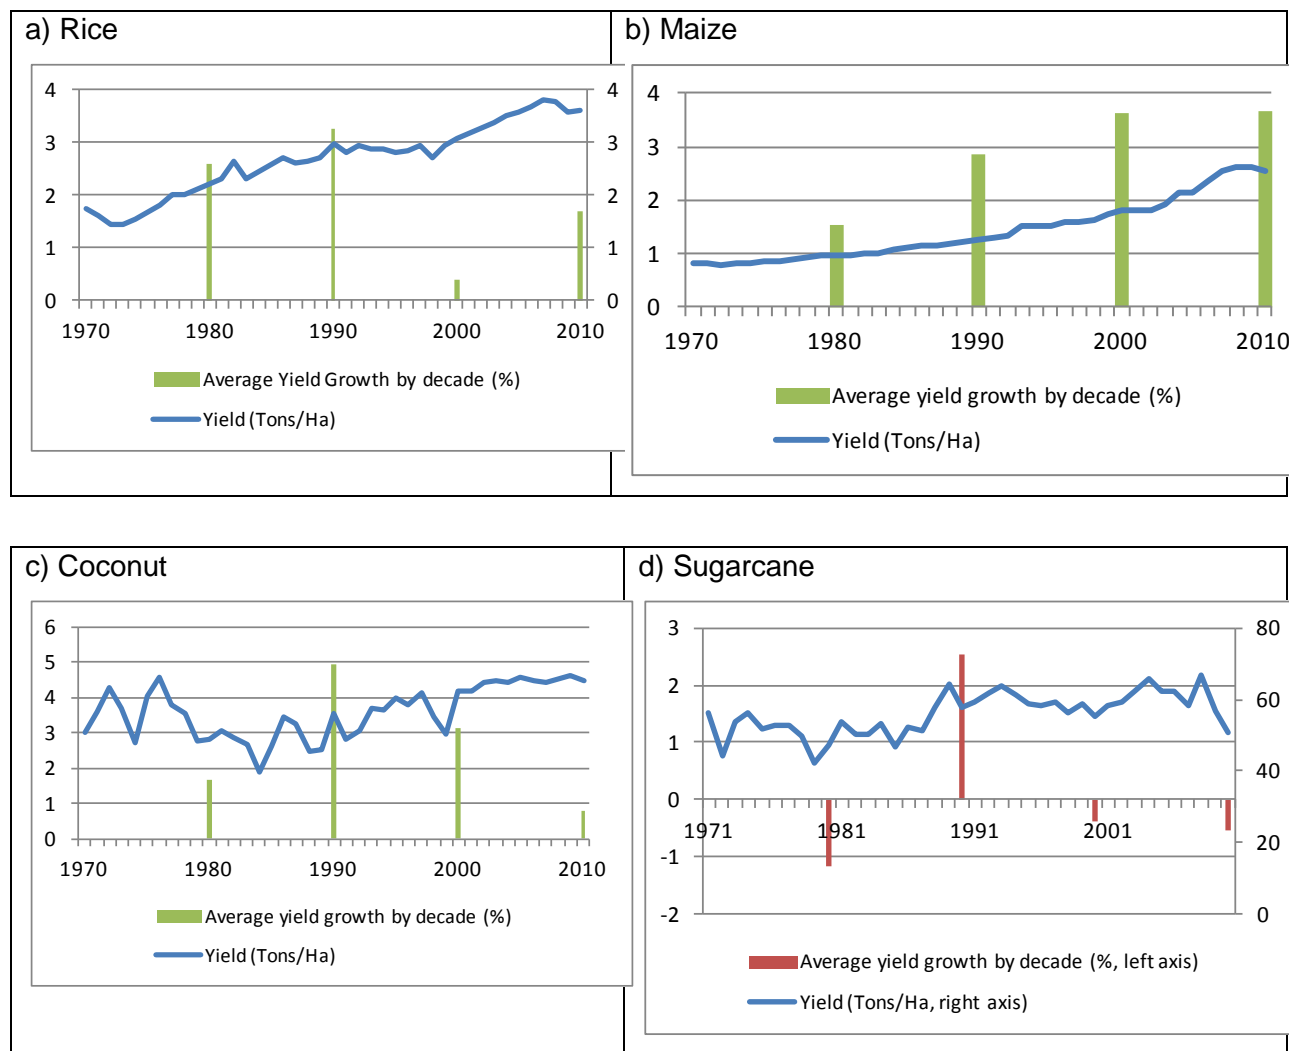 a) Rice
4
3
2
1
0
4
3
2
1
0
1970 1980 1990 2000 2010
Average Yield Growth by decade (%)
Yield (Tons/Ha)
b) Maize
4
3
2
1
0
1970 1980 1990 2000 2010
Average yield growth by decade (%)
Yield (Tons/Ha)
c) Coconut
6
5
4
3
2
1
0
1970 1980 1990 2000 2010
Average yield growth by decade (%)
Yield (Tons/Ha)
d) Sugarcane
3
2
1
0
-1
-2
80
60
40
20
0
1971 1981 1991 2001
Average yield growth by decade (%, left axis)
Yield (Tons/Ha, right axis)